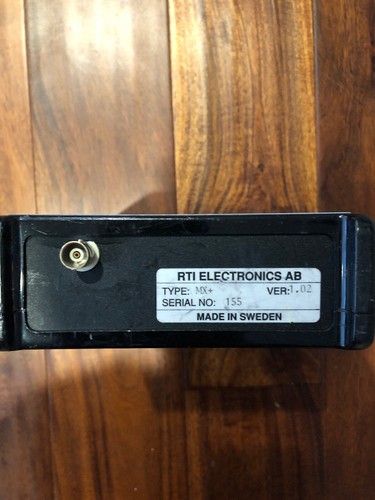 RTI ELECTRONICS AB
TYPE: MX+ VER: 1.02
SERIAL NO: 155
MADE IN SWEDEN